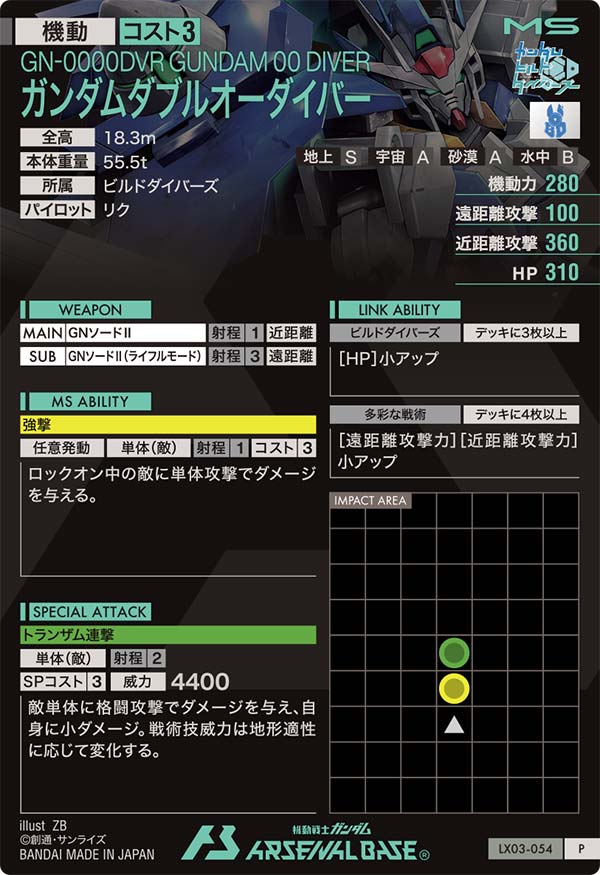 機動 コスト3
MS
GN-0000DVR GUNDAM 00 DIVER
ガンダムダブルオーダイバー
ガンダムビルドダイバーズ
全高 18.3m
本体重量 55.5t
所属 ビルドダイバーズ
パイロット リク
地上 S 宇宙 A 砂漠 A 水中 B
機動力 280
遠距離攻撃 100
近距離攻撃 360
HP 310
WEAPON
MAIN GNソードⅡ 射程 1 近距離
SUB GNソードⅡ(ライフルモード) 射程 3 遠距離
MS ABILITY
強撃
任意発動 単体(敵) 射程 1 コスト 3
ロックオン中の敵に単体攻撃でダメージ
を与える。
SPECIAL ATTACK
トランザム連撃
単体(敵) 射程 2
SPコスト 3 威力 4400
敵単体に格闘攻撃でダメージを与え、自
身に小ダメージ。戦術技威力は地形適性
に応じて変化する。
LINK ABILITY
ビルドダイバーズ デッキに3枚以上
[HP]小アップ
多彩な戦術 デッキに4枚以上
[遠距離攻撃力][近距離攻撃力]
小アップ
IMPACT AREA
illust ZB
©創通・サンライズ
BANDAI MADE IN JAPAN
機動戦士ガンダム
AB ARSENAL BASE®
LX03-054 P